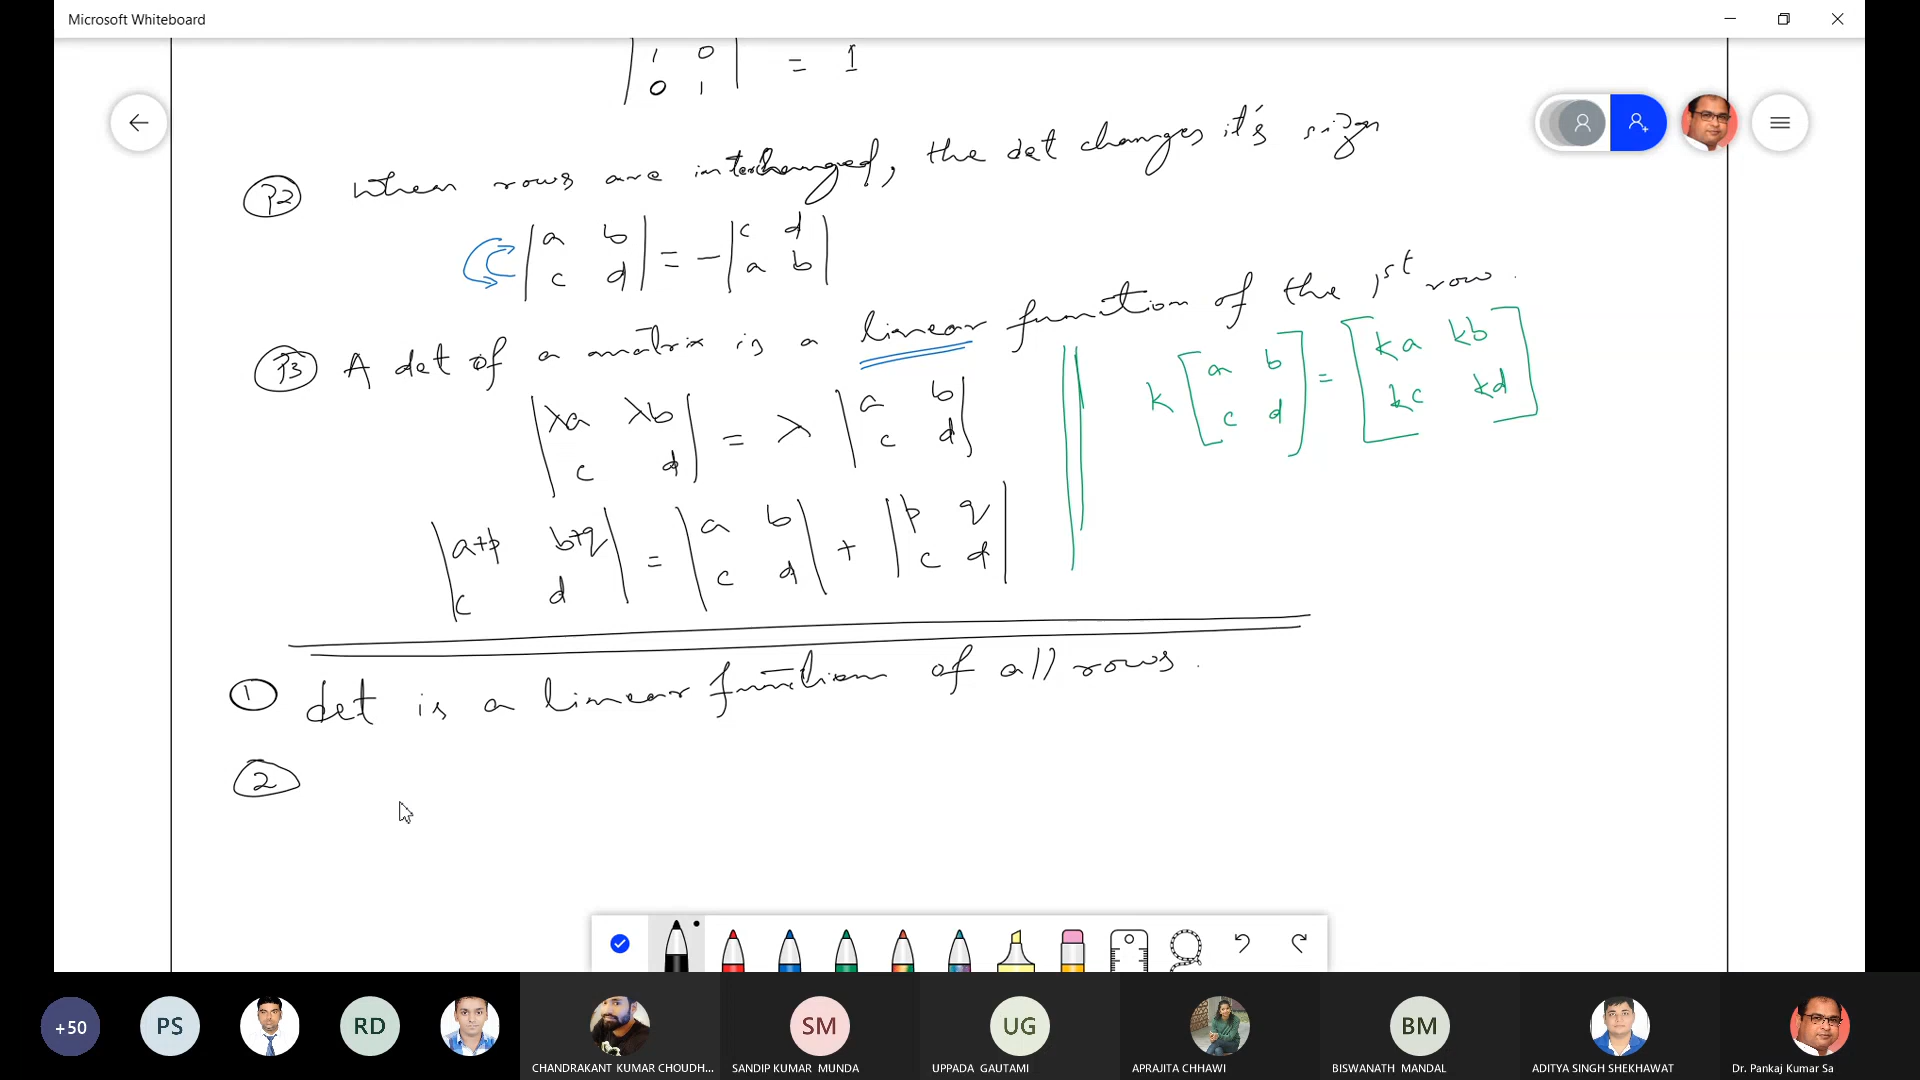 Microsoft Whiteboard
| 1 0 | = 1
| 0 1 |
P2 When rows are interchanged, the det changes it's sign
| a b | = - | c d |
| c d | | a b |
P3 A det of a matrix is a linear function of the 1st row.
| λa λb | = λ | a b |
| c d | | c d |
k [ a b ] = [ ka kb ]
[ c d ] [ kc kd ]
| a+p b+q | = | a b | + | p q |
| c d | | c d | | c d |
① det is a linear function of all rows.
②
+50 PS RD SM UG BM
CHANDRAKANT KUMAR CHOUDH... SANDIP KUMAR MUNDA UPPADA GAUTAMI APRAJITA CHHAWI BISWANATH MANDAL ADITYA SINGH SHEKHAWAT Dr. Pankaj Kumar Sa